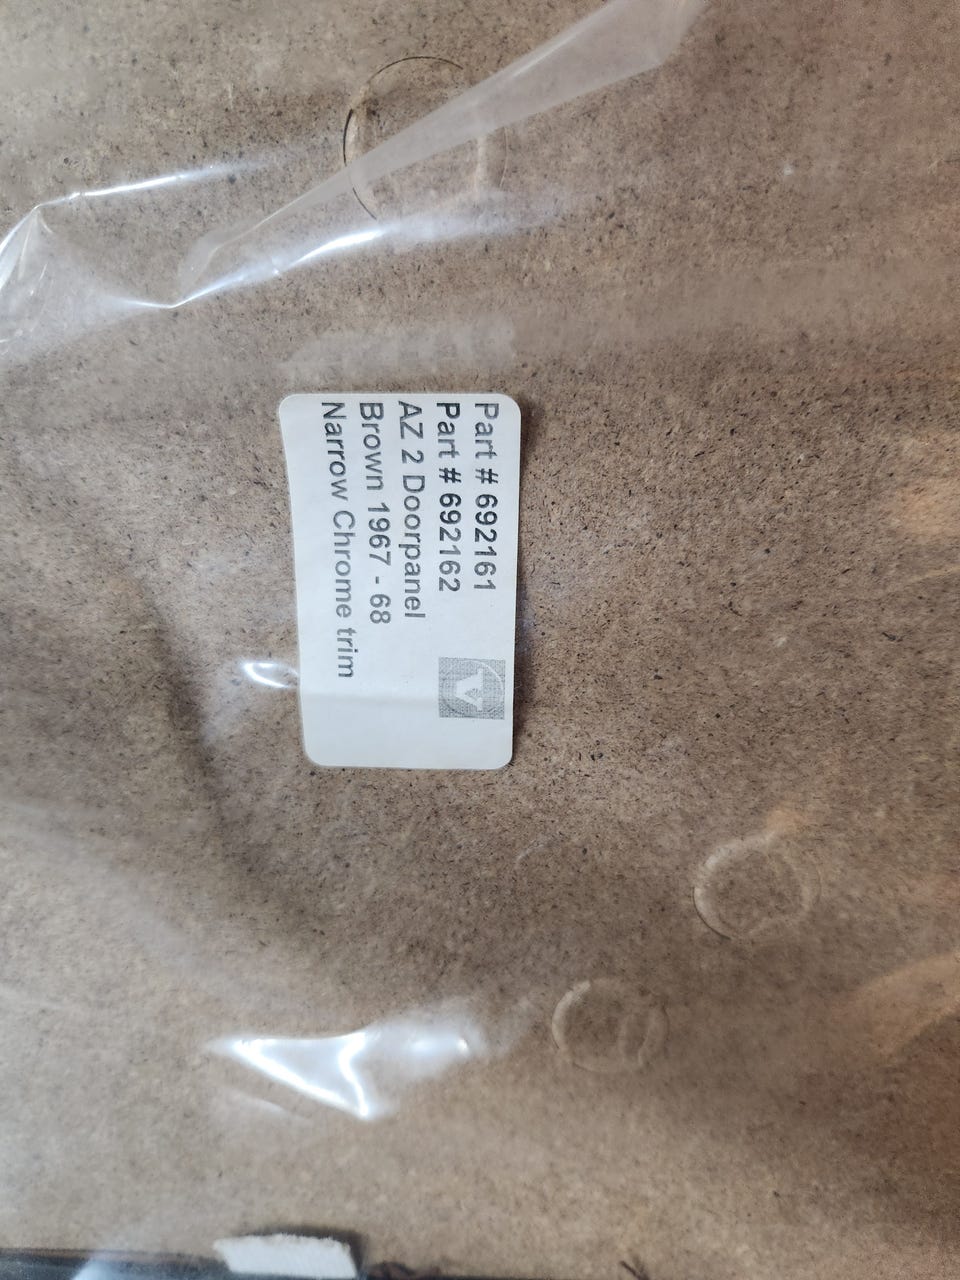 Part # 692161
Part # 692162
AZ 2 Doorpanel
Brown 1967 - 68
Narrow Chrome trim